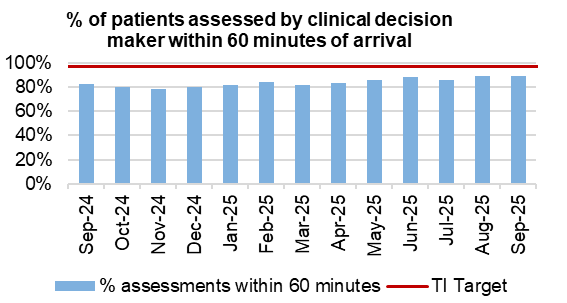 % of patients assessed by clinical decision
maker within 60 minutes of arrival
100%
80%
60%
40%
20%
0%
Sep-24
Oct-24
Nov-24
Dec-24
Jan-25
Feb-25
Mar-25
Apr-25
May-25
Jun-25
Jul-25
Aug-25
Sep-25
% assessments within 60 minutes
TI Target